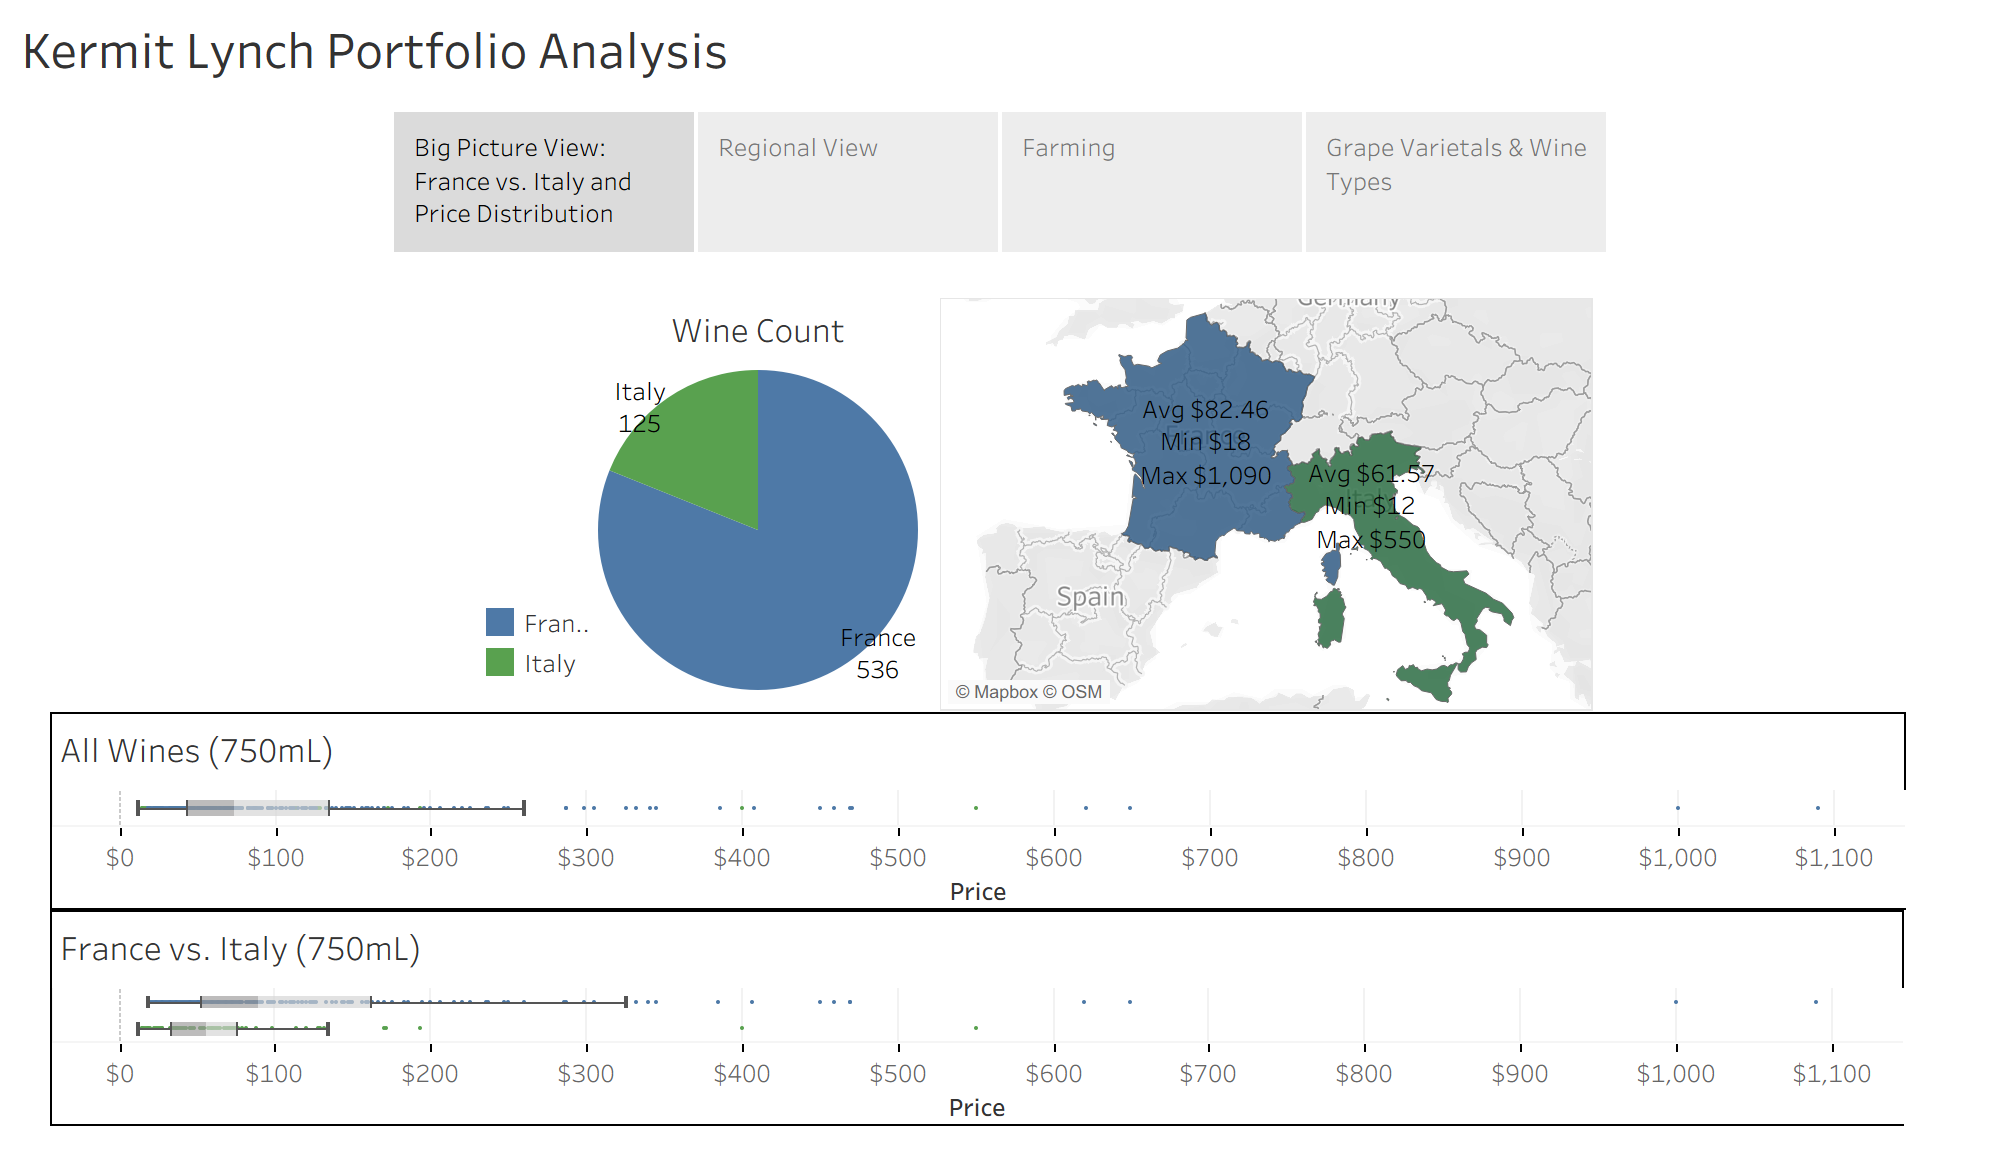 Kermit Lynch Portfolio Analysis
Big Picture View:
France vs. Italy and
Price Distribution
Regional View
Farming
Grape Varietals & Wine
Types
Wine Count
Italy
125
France
536
Fran..
Italy
Germany
Avg $82.46
France
Min $18
Max $1,090
Avg $61.57
Italy
Min $12
Max $550
Spain
© Mapbox © OSM
All Wines (750mL)
$0 $100 $200 $300 $400 $500 $600 $700 $800 $900 $1,000 $1,100
Price
France vs. Italy (750mL)
$0 $100 $200 $300 $400 $500 $600 $700 $800 $900 $1,000 $1,100
Price